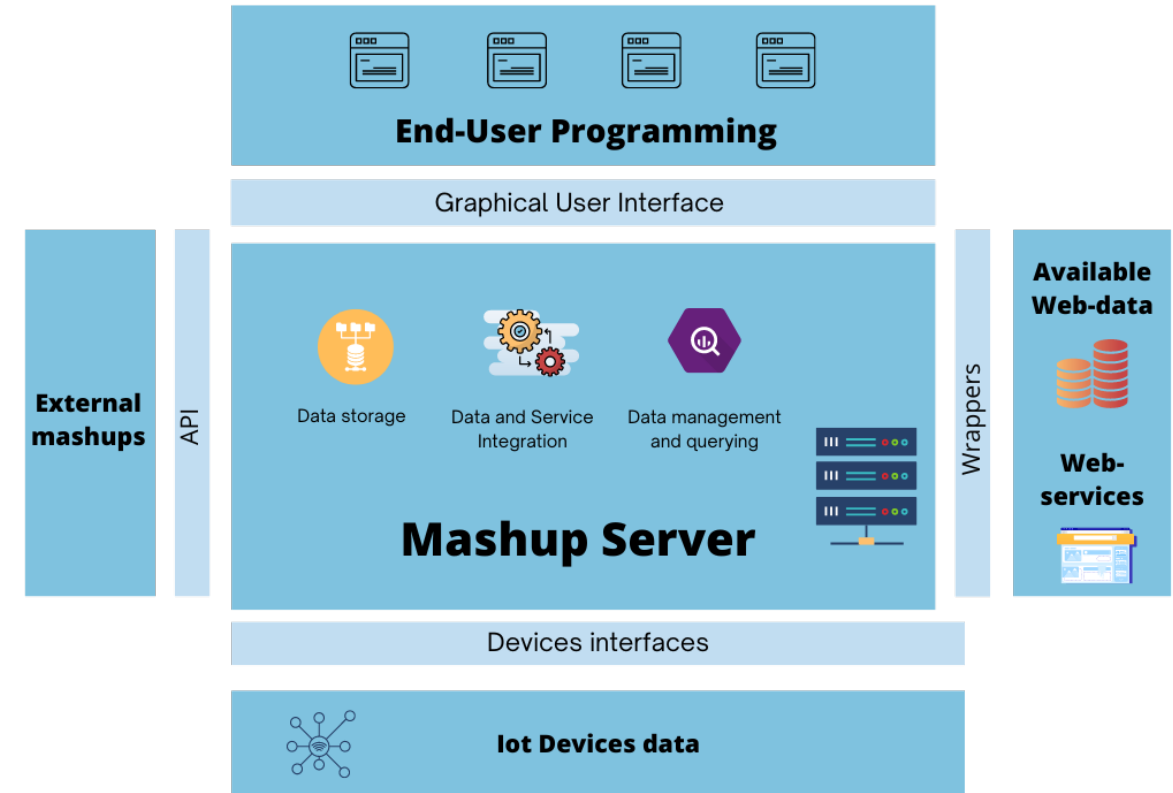 End-User Programming
Graphical User Interface
External
mashups
API
Data storage
Data and Service
Integration
Data management
and querying
Mashup Server
Wrappers
Available
Web-data
Web-
services
Devices interfaces
Iot Devices data